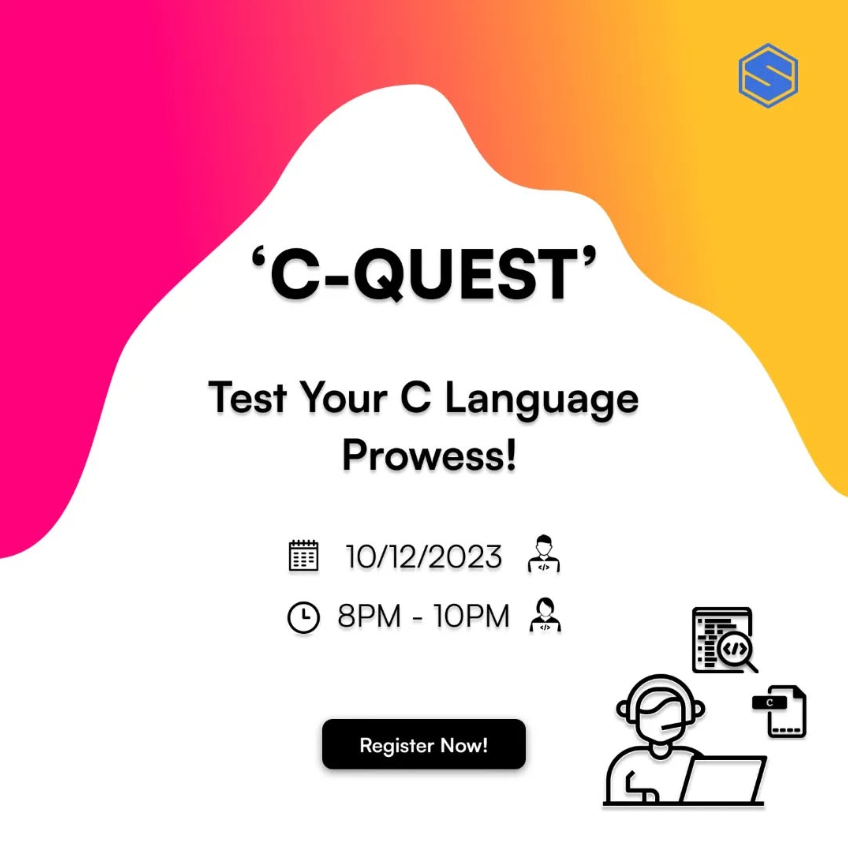 ‘C-QUEST’
Test Your C Language
Prowess!
10/12/2023
8PM - 10PM
Register Now!
C